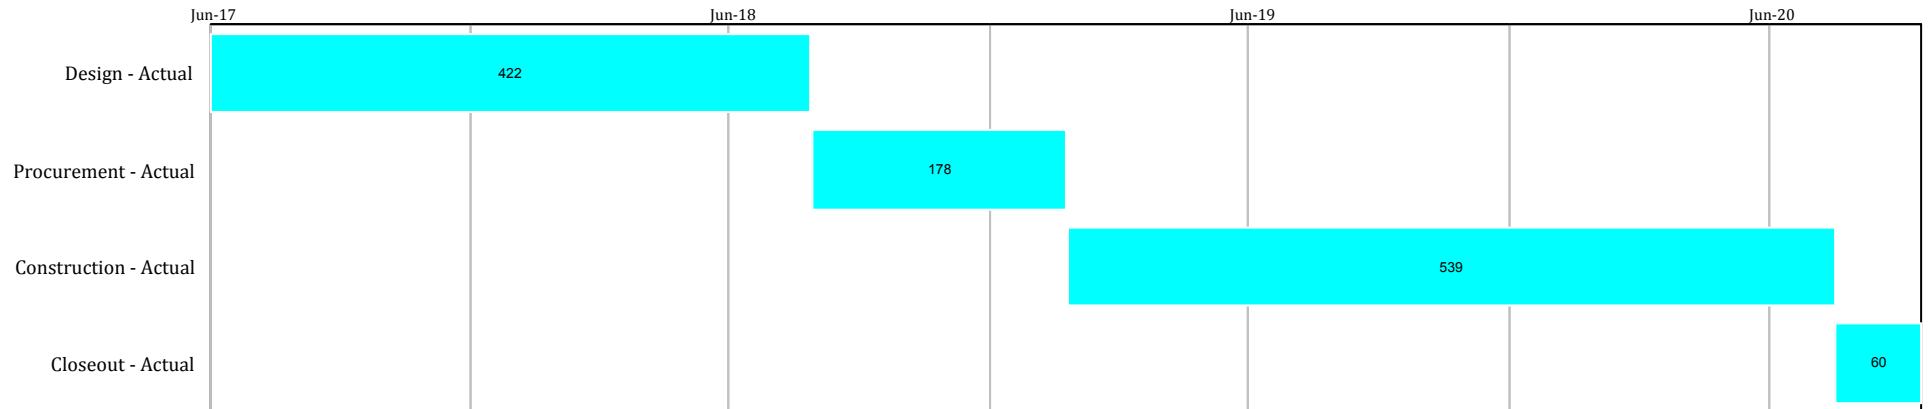 Jun-17 Jun-18 Jun-19 Jun-20
Design - Actual 422
Procurement - Actual 178
Construction - Actual 539
Closeout - Actual 60